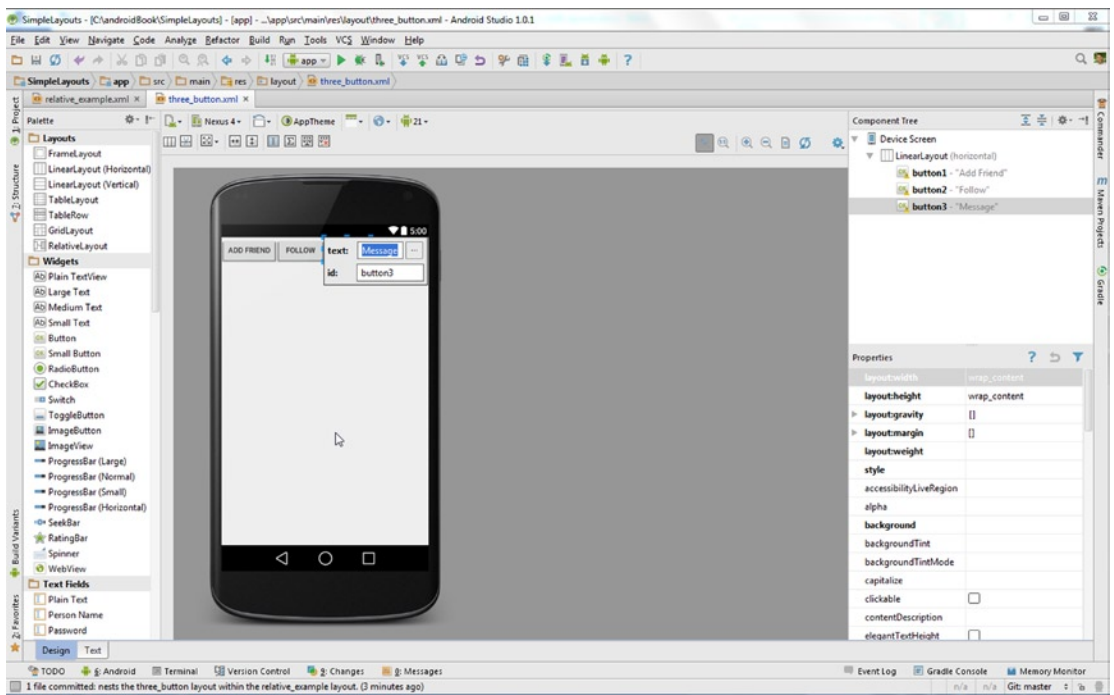 SimpleLayouts - [C:\androidBook\SimpleLayouts] - [app] - ...\app\src\main\res\layout\three_button.xml - Android Studio 1.0.1
File Edit View Navigate Code Analyze Refactor Build Run Tools VCS Window Help
app
SimpleLayouts app src main res layout three_button.xml
relative_example.xml three_button.xml
1: Project
2: Structure
Build Variants
2: Favorites
Palette
Layouts
FrameLayout
LinearLayout (Horizontal)
LinearLayout (Vertical)
TableLayout
TableRow
GridLayout
RelativeLayout
Widgets
Plain TextView
Large Text
Medium Text
Small Text
Button
Small Button
RadioButton
CheckBox
Switch
ToggleButton
ImageButton
ImageView
ProgressBar (Large)
ProgressBar (Normal)
ProgressBar (Small)
ProgressBar (Horizontal)
SeekBar
RatingBar
Spinner
WebView
Text Fields
Plain Text
Person Name
Password
Design Text
Nexus 4 AppTheme 21
5:00
ADD FRIEND FOLLOW text: Message ...
id: button3
Component Tree
Device Screen
LinearLayout (horizontal)
button1 - "Add Friend"
button2 - "Follow"
button3 - "Message"
Properties
layout:width wrap_content
layout:height wrap_content
layout:gravity []
layout:margin []
layout:weight
style
accessibilityLiveRegion
alpha
background
backgroundTint
backgroundTintMode
capitalize
clickable
contentDescription
elegantTextHeight
Commander
Maven Projects
Gradle
TODO 6: Android Terminal Version Control 9: Changes 0: Messages Event Log Gradle Console Memory Monitor
1 file committed: nests the three_button layout within the relative_example layout. (3 minutes ago) n/a n/a Git: master